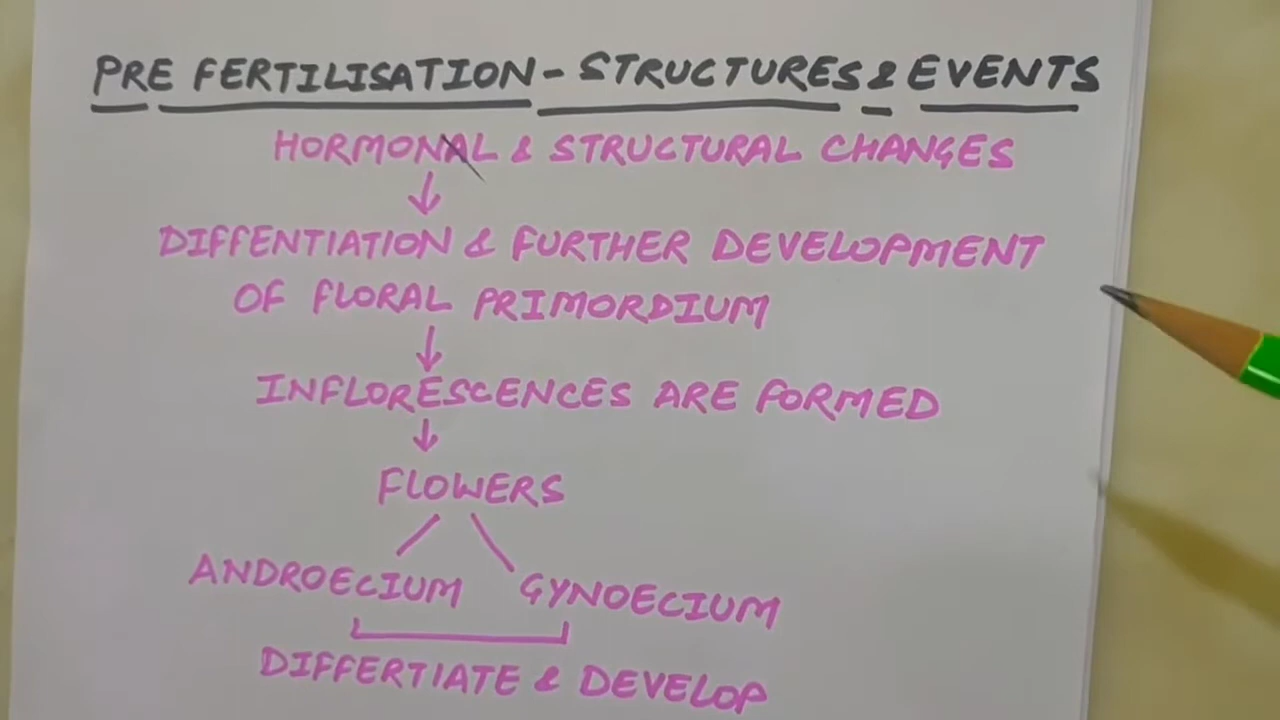 PRE FERTILISATION - STRUCTURES & EVENTS
HORMONAL & STRUCTURAL CHANGES
DIFFENTIATION & FURTHER DEVELOPMENT
OF FLORAL PRIMORDIUM
INFLORESCENCES ARE FORMED
FLOWERS
ANDROECIUM GYNOECIUM
DIFFERTIATE & DEVELOP